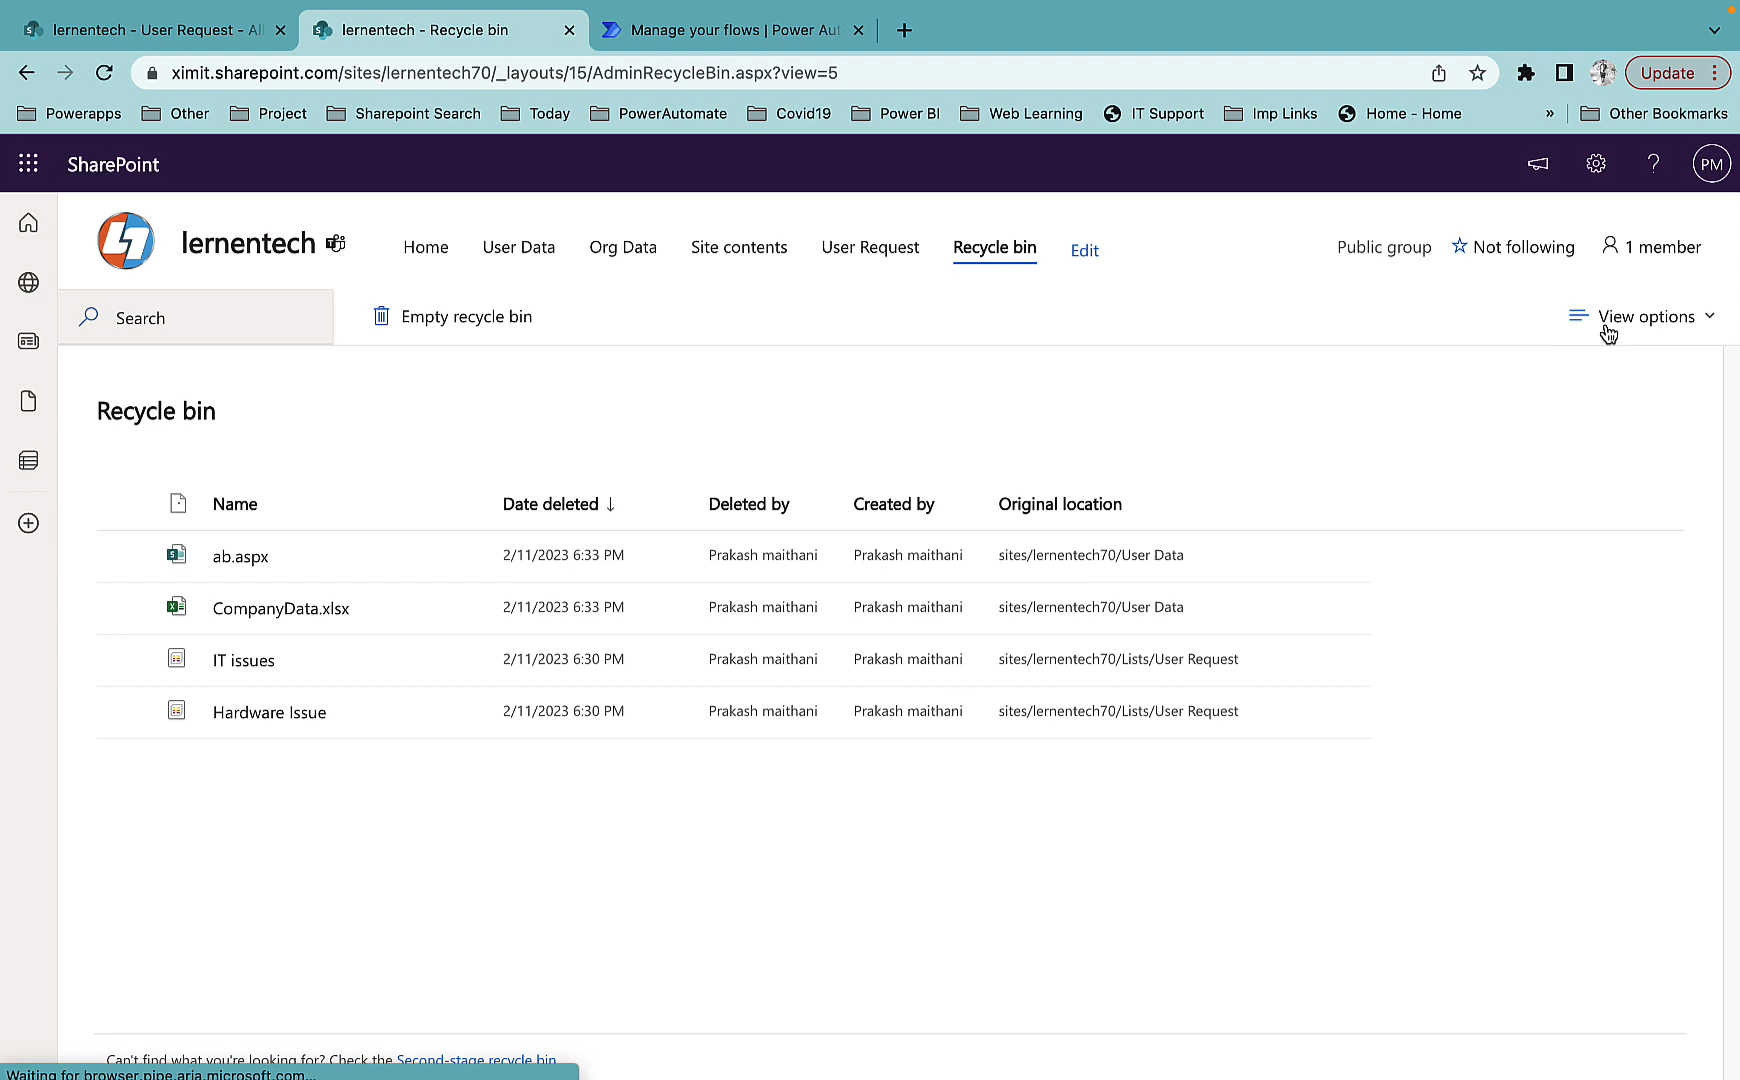 lernentech - User Request - All
lernentech - Recycle bin
Manage your flows | Power Aut
ximit.sharepoint.com/sites/lernentech70/_layouts/15/AdminRecycleBin.aspx?view=5
Update
Powerapps
Other
Project
Sharepoint Search
Today
PowerAutomate
Covid19
Power BI
Web Learning
IT Support
Imp Links
Home - Home
»
Other Bookmarks
SharePoint
PM
lernentech
Home
User Data
Org Data
Site contents
User Request
Recycle bin
Edit
Public group
Not following
1 member
Search
Empty recycle bin
View options
Recycle bin
Name Date deleted ↓ Deleted by Created by Original location
ab.aspx 2/11/2023 6:33 PM Prakash maithani Prakash maithani sites/lernentech70/User Data
CompanyData.xlsx 2/11/2023 6:33 PM Prakash maithani Prakash maithani sites/lernentech70/User Data
IT issues 2/11/2023 6:30 PM Prakash maithani Prakash maithani sites/lernentech70/Lists/User Request
Hardware Issue 2/11/2023 6:30 PM Prakash maithani Prakash maithani sites/lernentech70/Lists/User Request
Can't find what you're looking for? Check the Second-stage recycle bin
Waiting for browser.pipe.aria.microsoft.com...